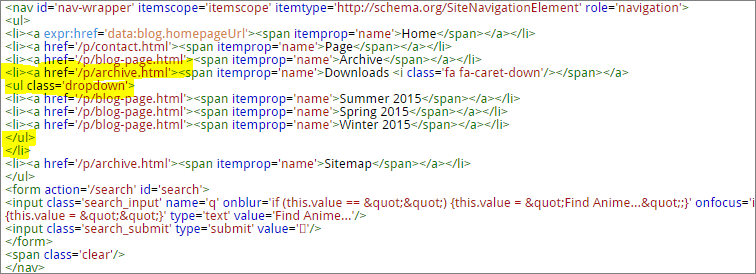 <nav id='nav-wrapper' itemscope='itemscope' itemtype='http://schema.org/SiteNavigationElement' role='navigation'>
<ul>
<li><a expr:href='data:blog.homepageUrl'><span itemprop='name'>Home</span></a></li>
<li><a href='/p/contact.html'><span itemprop='name'>Page</span></a></li>
<li><a href='/p/blog-page.html'><span itemprop='name'>Archive</span></a></li>
<li><a href='/p/archive.html'><span itemprop='name'>Downloads <i class='fa fa-caret-down'/></span></a>
<ul class='dropdown'>
<li><a href='/p/blog-page.html'><span itemprop='name'>Summer 2015</span></a></li>
<li><a href='/p/blog-page.html'><span itemprop='name'>Spring 2015</span></a></li>
<li><a href='/p/blog-page.html'><span itemprop='name'>Winter 2015</span></a></li>
</ul>
</li>
<li><a href='/p/archive.html'><span itemprop='name'>Sitemap</span></a></li>
</ul>
<form action='/search' id='search'>
<input class='search_input' name='q' onblur='if (this.value == &quot;&quot;) {this.value = &quot;Find Anime...&quot;;}' onfocus='i
{this.value = &quot;&quot;}' type='text' value='Find Anime...'/>
<input class='search_submit' type='submit' value=''/>
</form>
<span class='clear'/>
</nav>